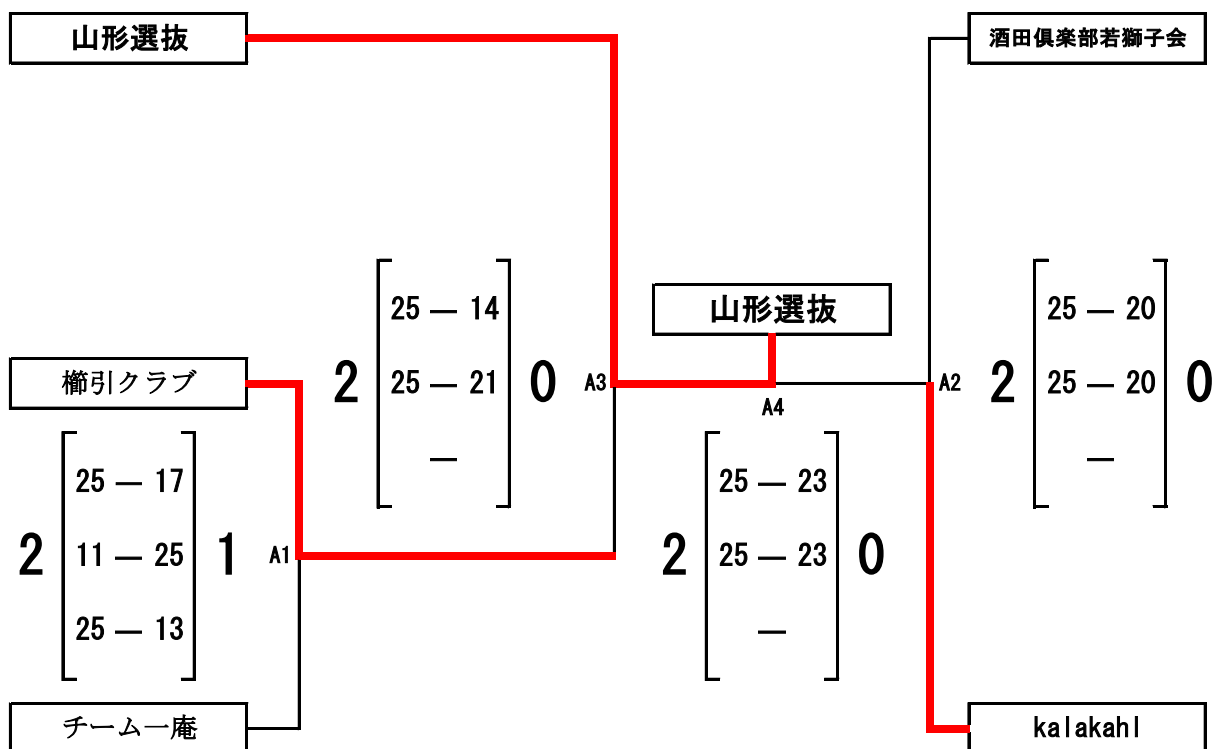 山形選抜
酒田倶楽部若獅子会
25 — 14
2 25 — 21 0 A3
—
山形選抜
A4
25 — 20
A2 2 25 — 20 0
—
櫛引クラブ
25 — 17
2 11 — 25 1 A1
25 — 13
25 — 23
2 25 — 23 0
—
チーム一庵
kalakahl